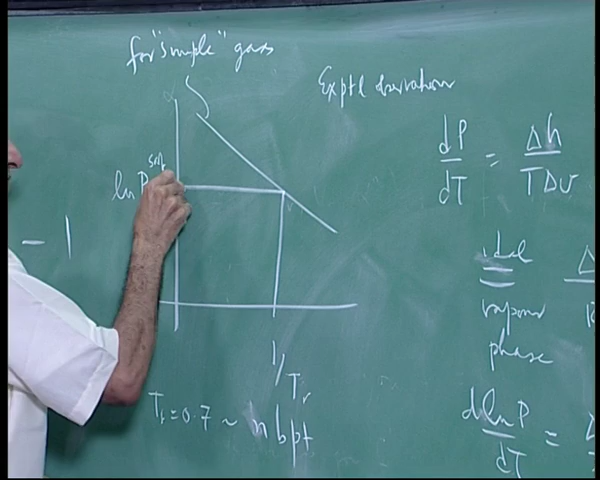 for "simple" gases
Exptl observation
ln P sat
- 1
1/Tr
Tr = 0.7 ~ n bpt
dP/dT = Δh/TΔv
ideal
vapour
phase
Δ
d ln P/dT = Δ